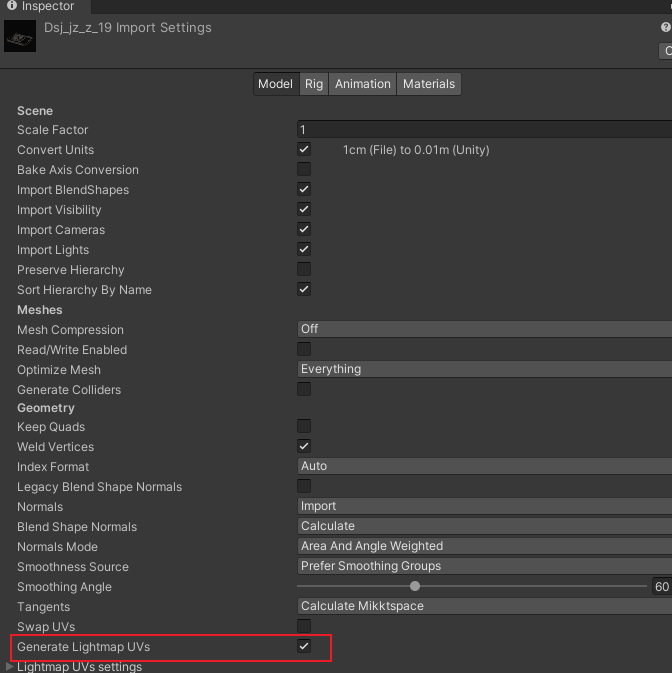 Inspector
Dsj_jz_z_19 Import Settings
Model Rig Animation Materials
Scene
Scale Factor 1
Convert Units 1cm (File) to 0.01m (Unity)
Bake Axis Conversion
Import BlendShapes
Import Visibility
Import Cameras
Import Lights
Preserve Hierarchy
Sort Hierarchy By Name
Meshes
Mesh Compression Off
Read/Write Enabled
Optimize Mesh Everything
Generate Colliders
Geometry
Keep Quads
Weld Vertices
Index Format Auto
Legacy Blend Shape Normals
Normals Import
Blend Shape Normals Calculate
Normals Mode Area And Angle Weighted
Smoothness Source Prefer Smoothing Groups
Smoothing Angle 60
Tangents Calculate Mikktspace
Swap UVs
Generate Lightmap UVs
Lightmap UVs settings